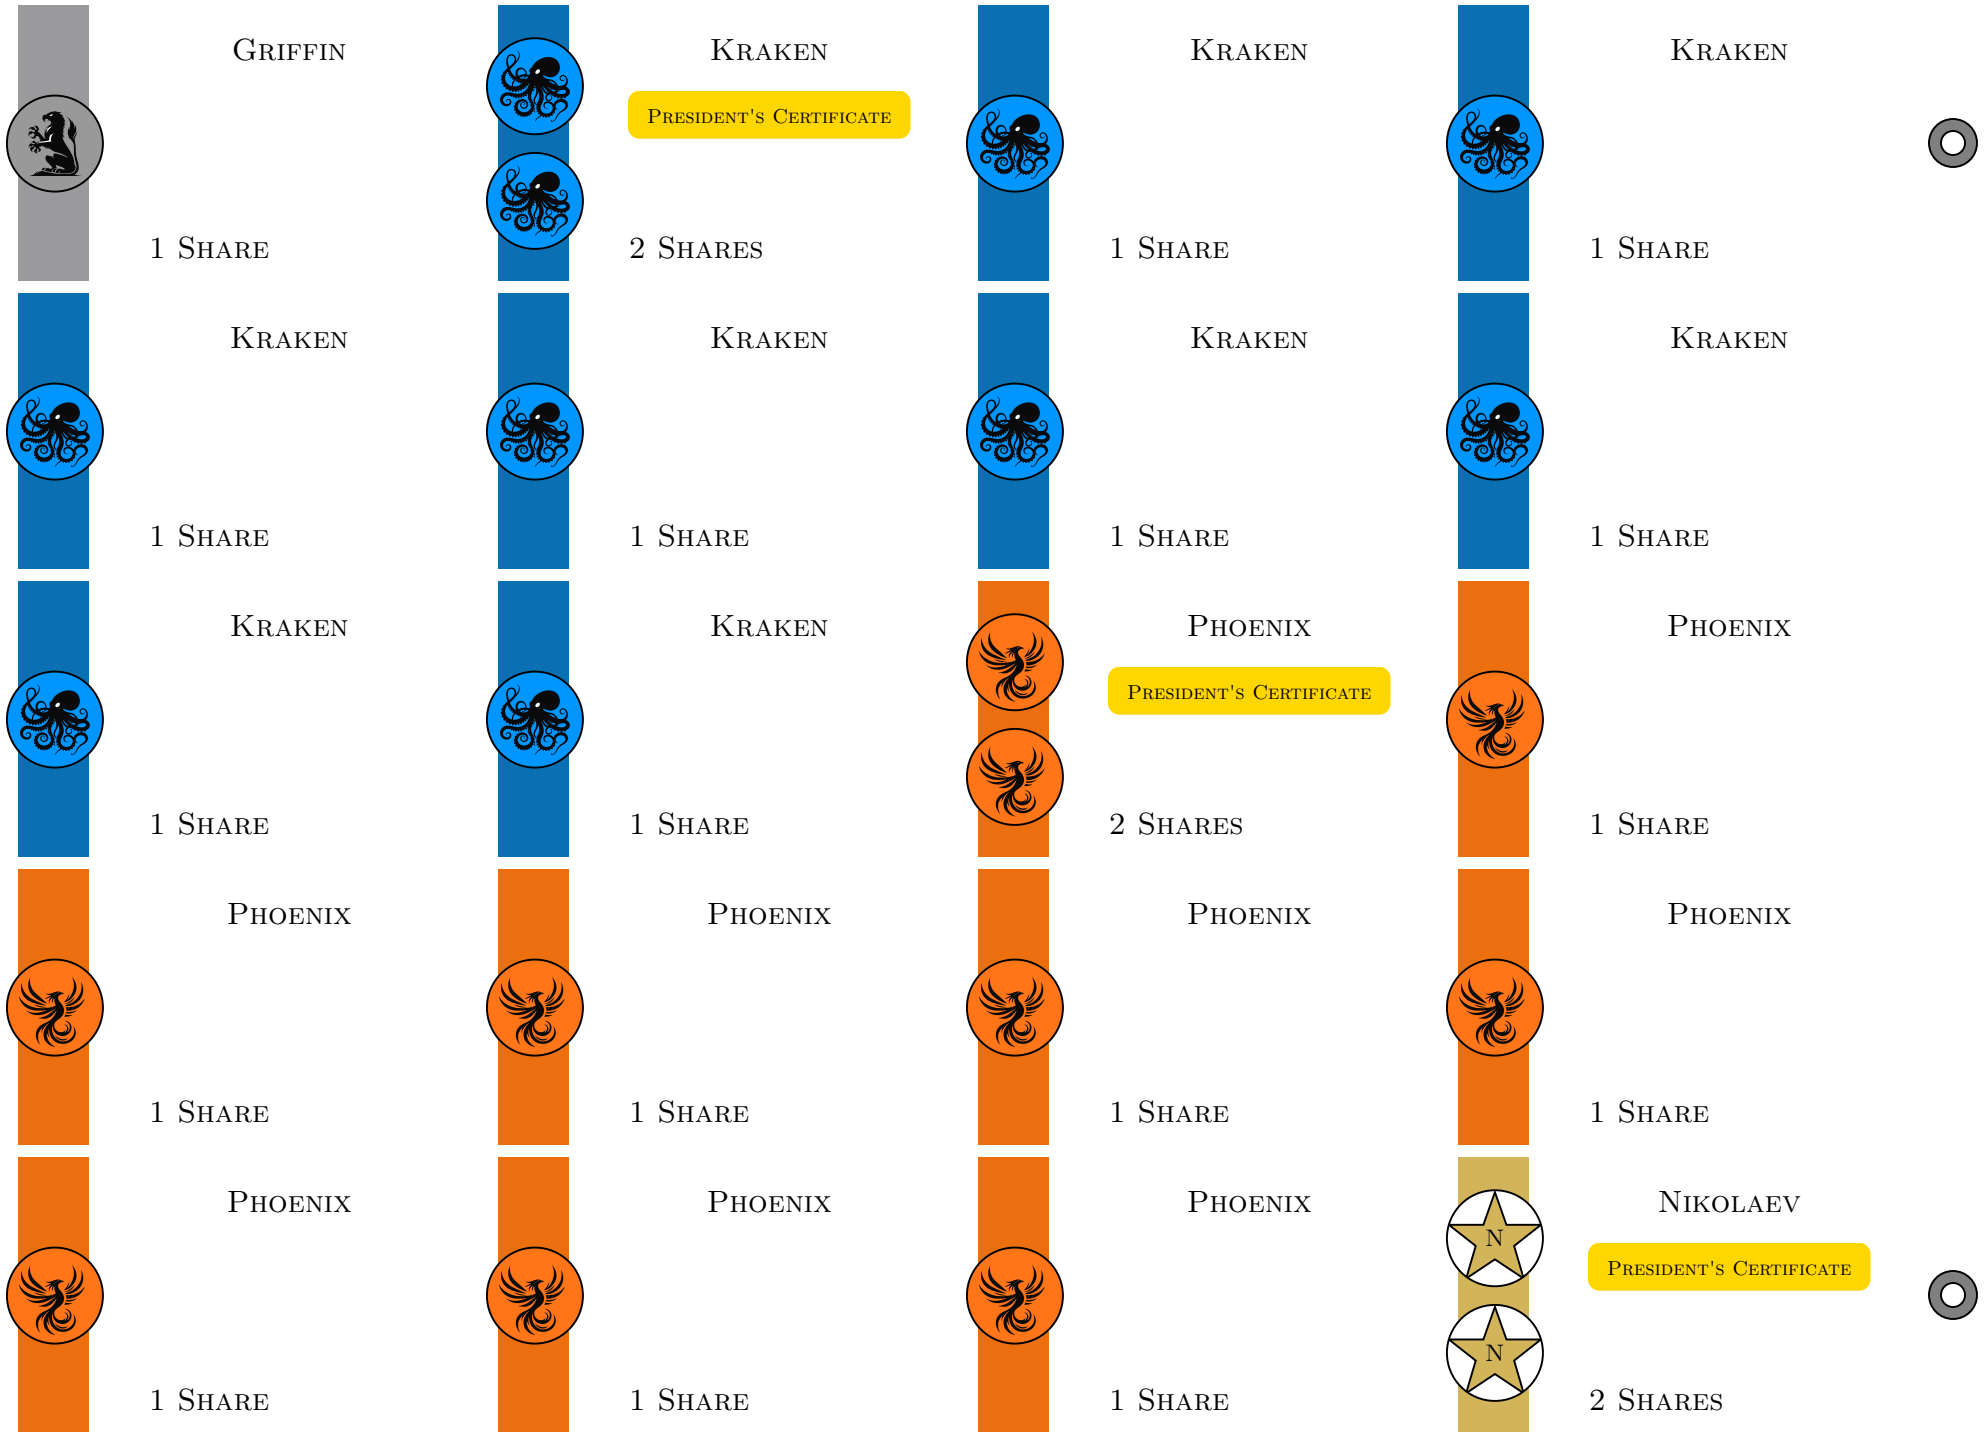 Griffin
1 Share
Kraken
President's Certificate
2 Shares
Kraken
1 Share
Kraken
1 Share
Kraken
1 Share
Kraken
1 Share
Kraken
1 Share
Kraken
1 Share
Kraken
1 Share
Kraken
1 Share
Phoenix
President's Certificate
2 Shares
Phoenix
1 Share
Phoenix
1 Share
Phoenix
1 Share
Phoenix
1 Share
Phoenix
1 Share
Phoenix
1 Share
Phoenix
1 Share
Phoenix
1 Share
N
N
Nikolaev
President's Certificate
2 Shares